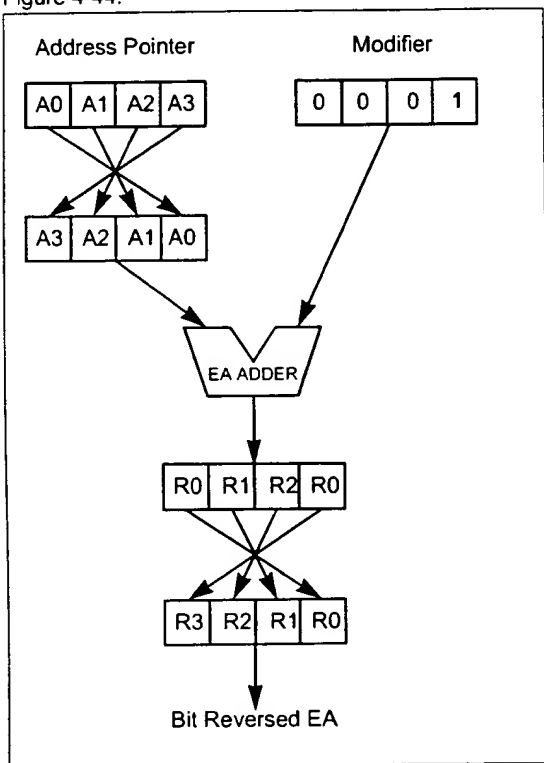 Figure 4-44.
Address Pointer Modifier
A0 A1 A2 A3 0 0 0 1
A3 A2 A1 A0
EA ADDER
R0 R1 R2 R0
R3 R2 R1 R0
Bit Reversed EA